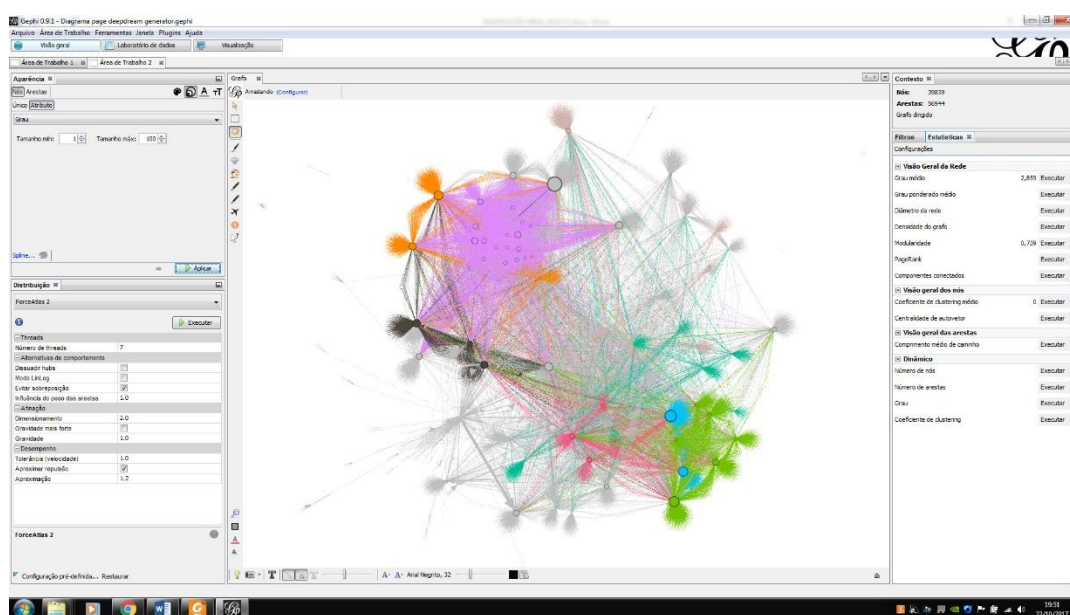 Gephi 0.9.1 - Diagrama page deepdream generator.gephi
Arquivo Área de Trabalho Ferramentas Janela Plugins Ajuda
Visão geral Laboratório de dados Visualização
Área de Trabalho 1 Área de Trabalho 2
Aparência
Nós Arestas
Único Atributo
Grau
Tamanho mín: 1 Tamanho máx: 100
Spline...
Aplicar
Distribuição
ForceAtlas 2
Executar
Threads
Número de threads 7
Alternativas de comportamento
Dissuadir hubs
Modo LinLog
Evitar sobreposição
Influência do peso das arestas 1.0
Afinação
Dimensionamento 2.0
Gravidade mais forte
Gravidade 1.0
Desempenho
Tolerância (velocidade) 1.0
Aproximar repulsão
Aproximação 1.2
ForceAtlas 2
Configuração pré-definida... Restaurar
Grafo
Arrastando (Configurar)
A- A- Arial Negrito, 32
Contexto
Nós: 39839
Arestas: 56944
Grafo dirigido
Filtros Estatísticas
Configurações
Visão Geral da Rede
Grau médio 2,859 Executar
Grau ponderado médio Executar
Diâmetro da rede Executar
Densidade do grafo Executar
Modularidade 0,739 Executar
PageRank Executar
Componentes conectados Executar
Visão geral dos nós
Coeficiente de clustering médio 0 Executar
Centralidade de autovetor Executar
Visão geral das arestas
Comprimento médio de caminho Executar
Dinâmico
Número de nós Executar
Número de arestas Executar
Grau Executar
Coeficiente de clustering Executar
19:51